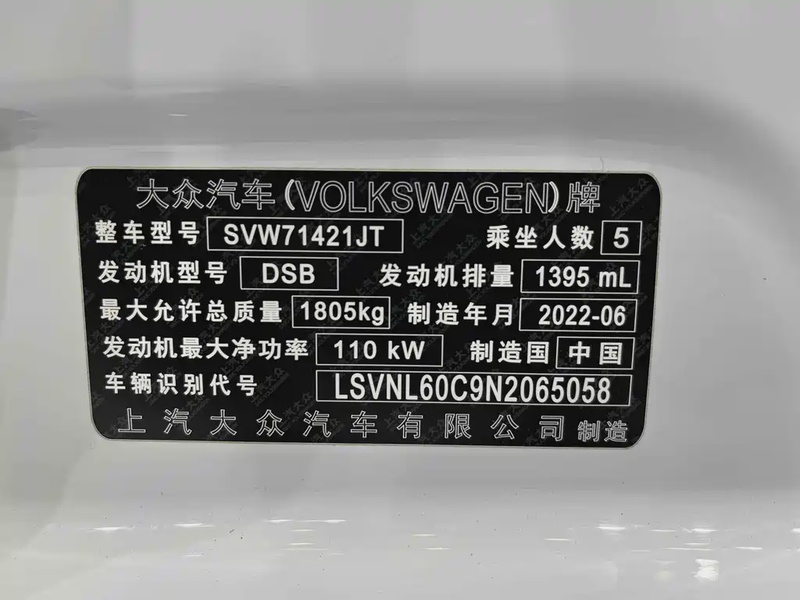 大众汽车(VOLKSWAGEN)牌
整车型号 SVW71421JT 乘坐人数 5
发动机型号 DSB 发动机排量 1395 mL
最大允许总质量 1805kg 制造年月 2022-06
发动机最大净功率 110 kW 制造国 中国
车辆识别代号 LSVNL60C9N2065058
上汽大众汽车有限公司 制造